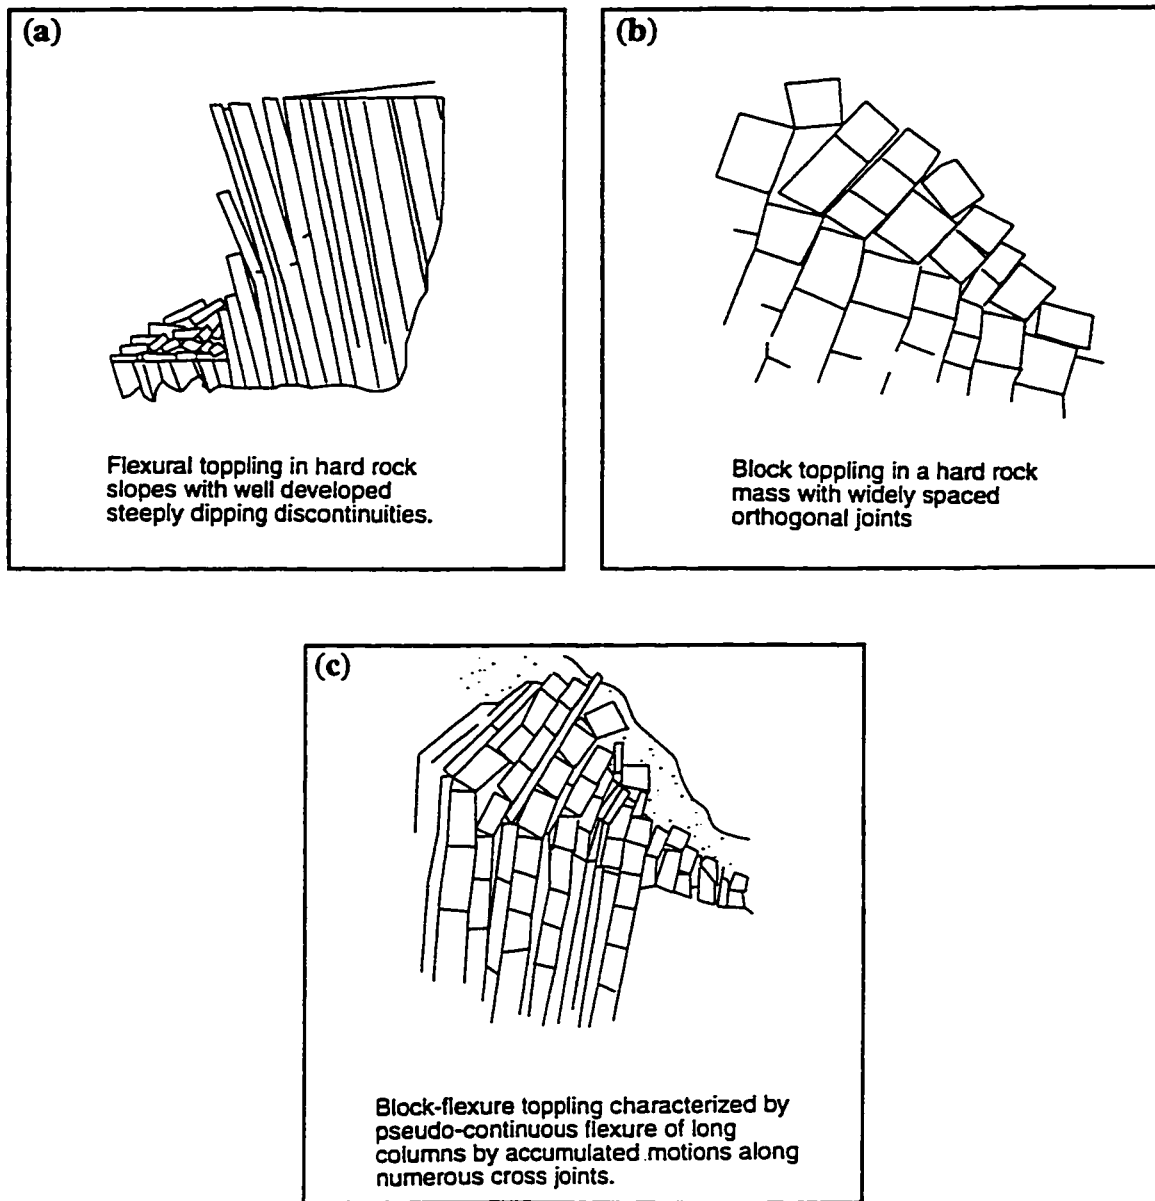 (a)
Flexural toppling in hard rock
slopes with well developed
steeply dipping discontinuities.
(b)
Block toppling in a hard rock
mass with widely spaced
orthogonal joints
(c)
Block-flexure toppling characterized by
pseudo-continuous flexure of long
columns by accumulated motions along
numerous cross joints.